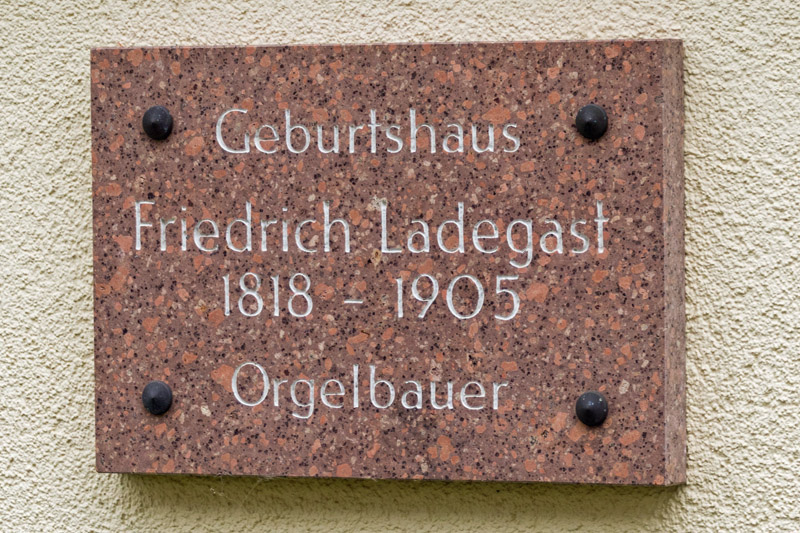 Geburtshaus
Friedrich Ladegast
1818 - 1905
Orgelbauer